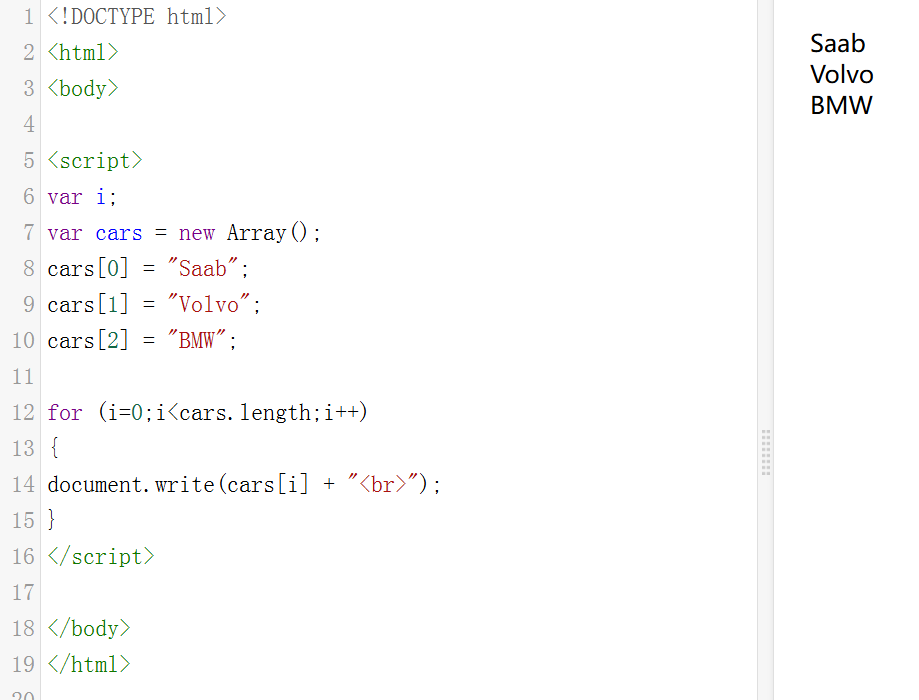 1 <!DOCTYPE html>
2 <html>
3 <body>
4
5 <script>
6 var i;
7 var cars = new Array();
8 cars[0] = "Saab";
9 cars[1] = "Volvo";
10 cars[2] = "BMW";
11
12 for (i=0;i<cars.length;i++)
13 {
14 document.write(cars[i] + "<br>");
15 }
16 </script>
17
18 </body>
19 </html>
20
Saab
Volvo
BMW